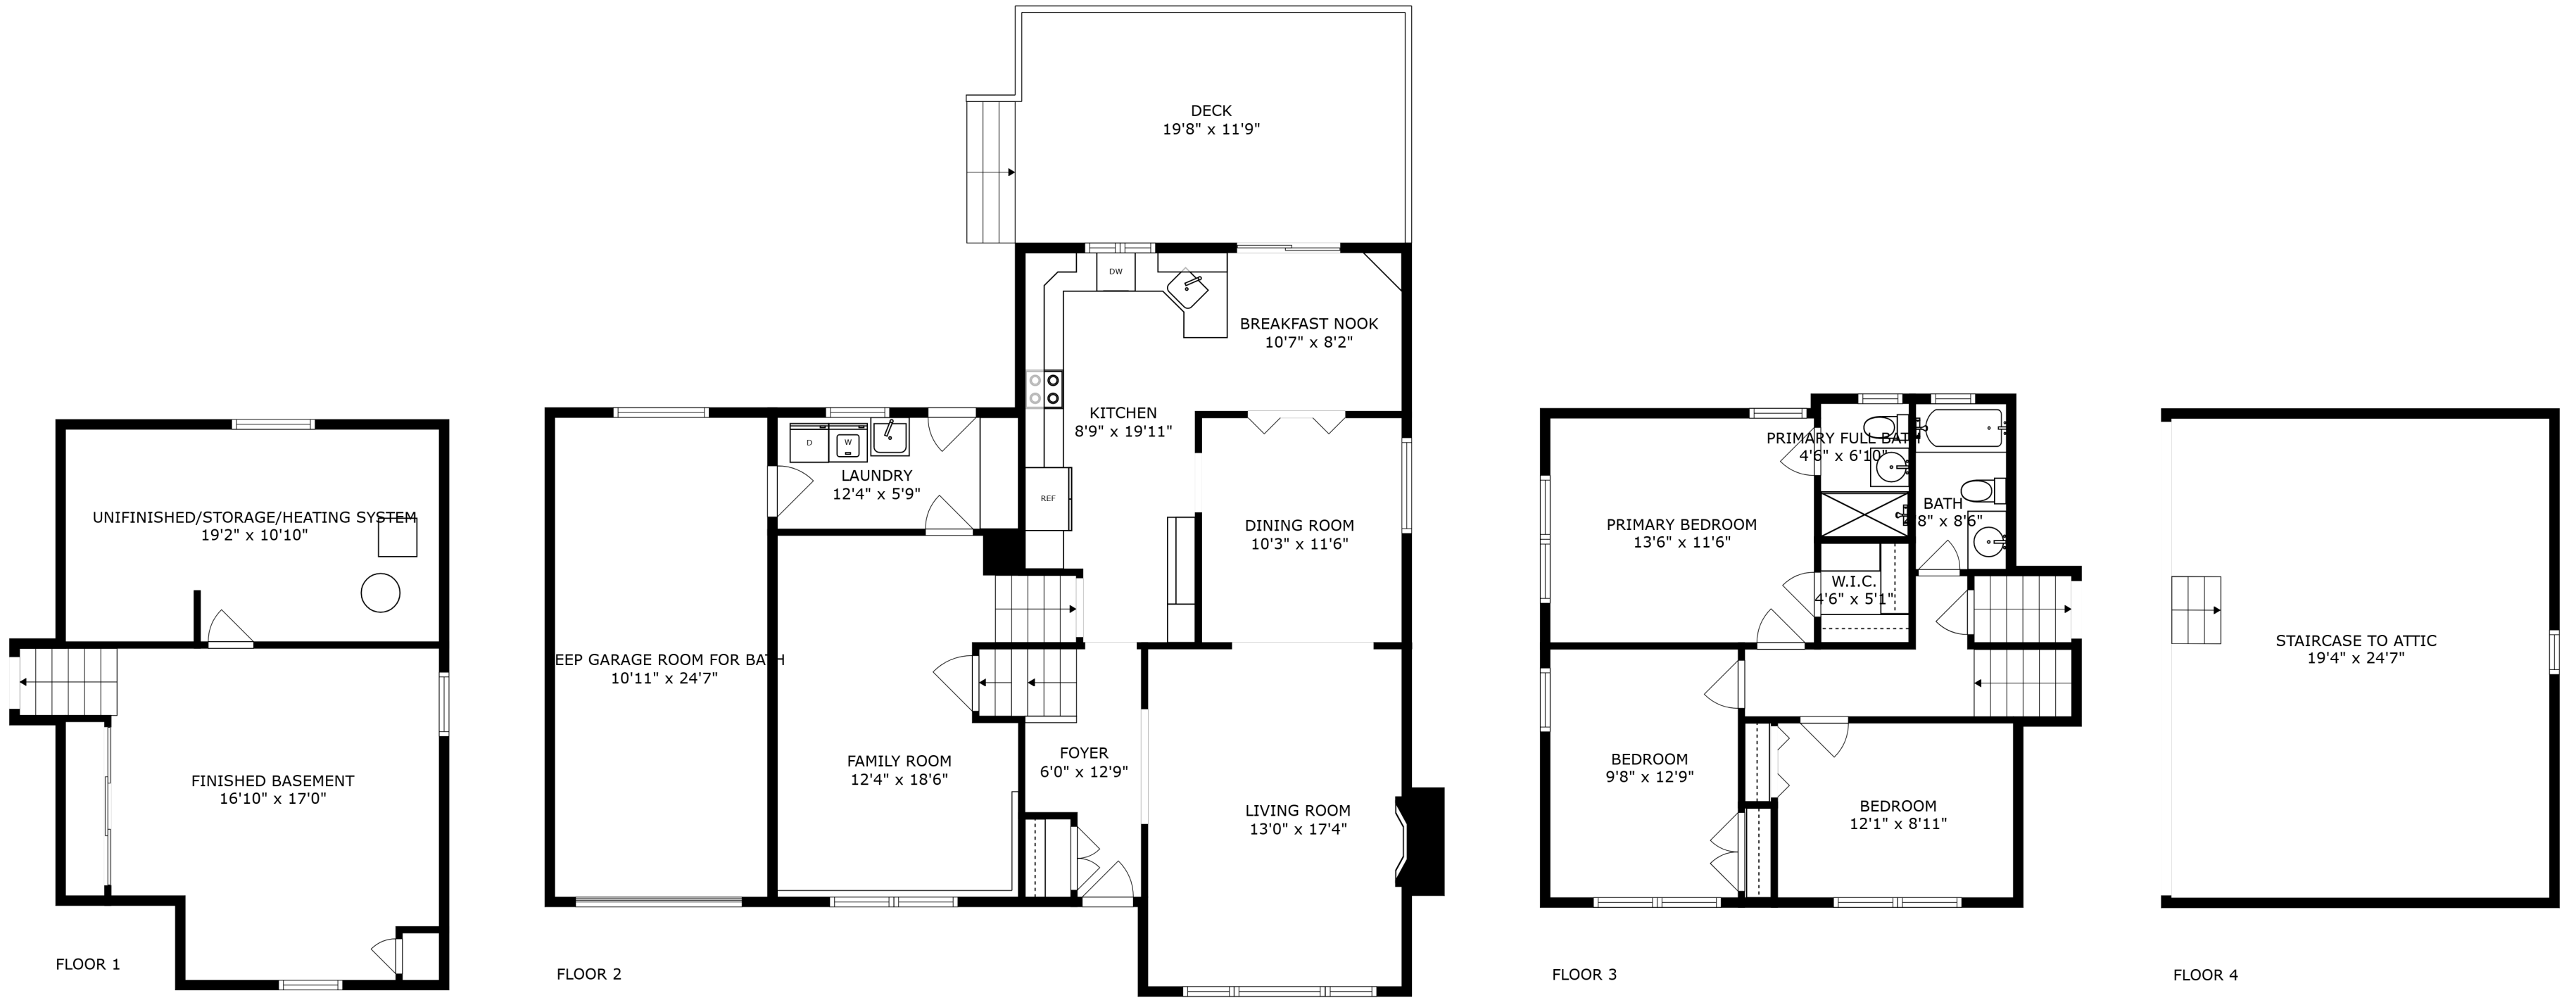 UNIFINISHED/STORAGE/HEATING SYSTEM
19'2" x 10'10"
FINISHED BASEMENT
16'10" x 17'0"
FLOOR 1
DECK
19'8" x 11'9"
DW
BREAKFAST NOOK
10'7" x 8'2"
KITCHEN
8'9" x 19'11"
REF
D
W
LAUNDRY
12'4" x 5'9"
DINING ROOM
10'3" x 11'6"
EEP GARAGE ROOM FOR BATH
10'11" x 24'7"
FAMILY ROOM
12'4" x 18'6"
FOYER
6'0" x 12'9"
LIVING ROOM
13'0" x 17'4"
FLOOR 2
PRIMARY FULL BATH
4'6" x 6'10"
PRIMARY BEDROOM
13'6" x 11'6"
BATH
8" x 8'6"
W.I.C.
4'6" x 5'1"
BEDROOM
9'8" x 12'9"
BEDROOM
12'1" x 8'11"
FLOOR 3
STAIRCASE TO ATTIC
19'4" x 24'7"
FLOOR 4